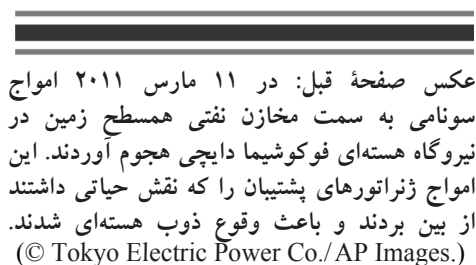 عکس صفحهٔ قبل: در ۱۱ مارس ۲۰۱۱ امواج
سونامی به سمت مخازن نفتی همسطح زمین در
نیروگاه هسته‌ای فوکوشیما دایچی هجوم آوردند. این
امواج ژنراتورهای پشتیبان را که نقش حیاتی داشتند
از بین بردند و باعث وقوع ذوب هسته‌ای شدند.
(© Tokyo Electric Power Co./AP Images.)